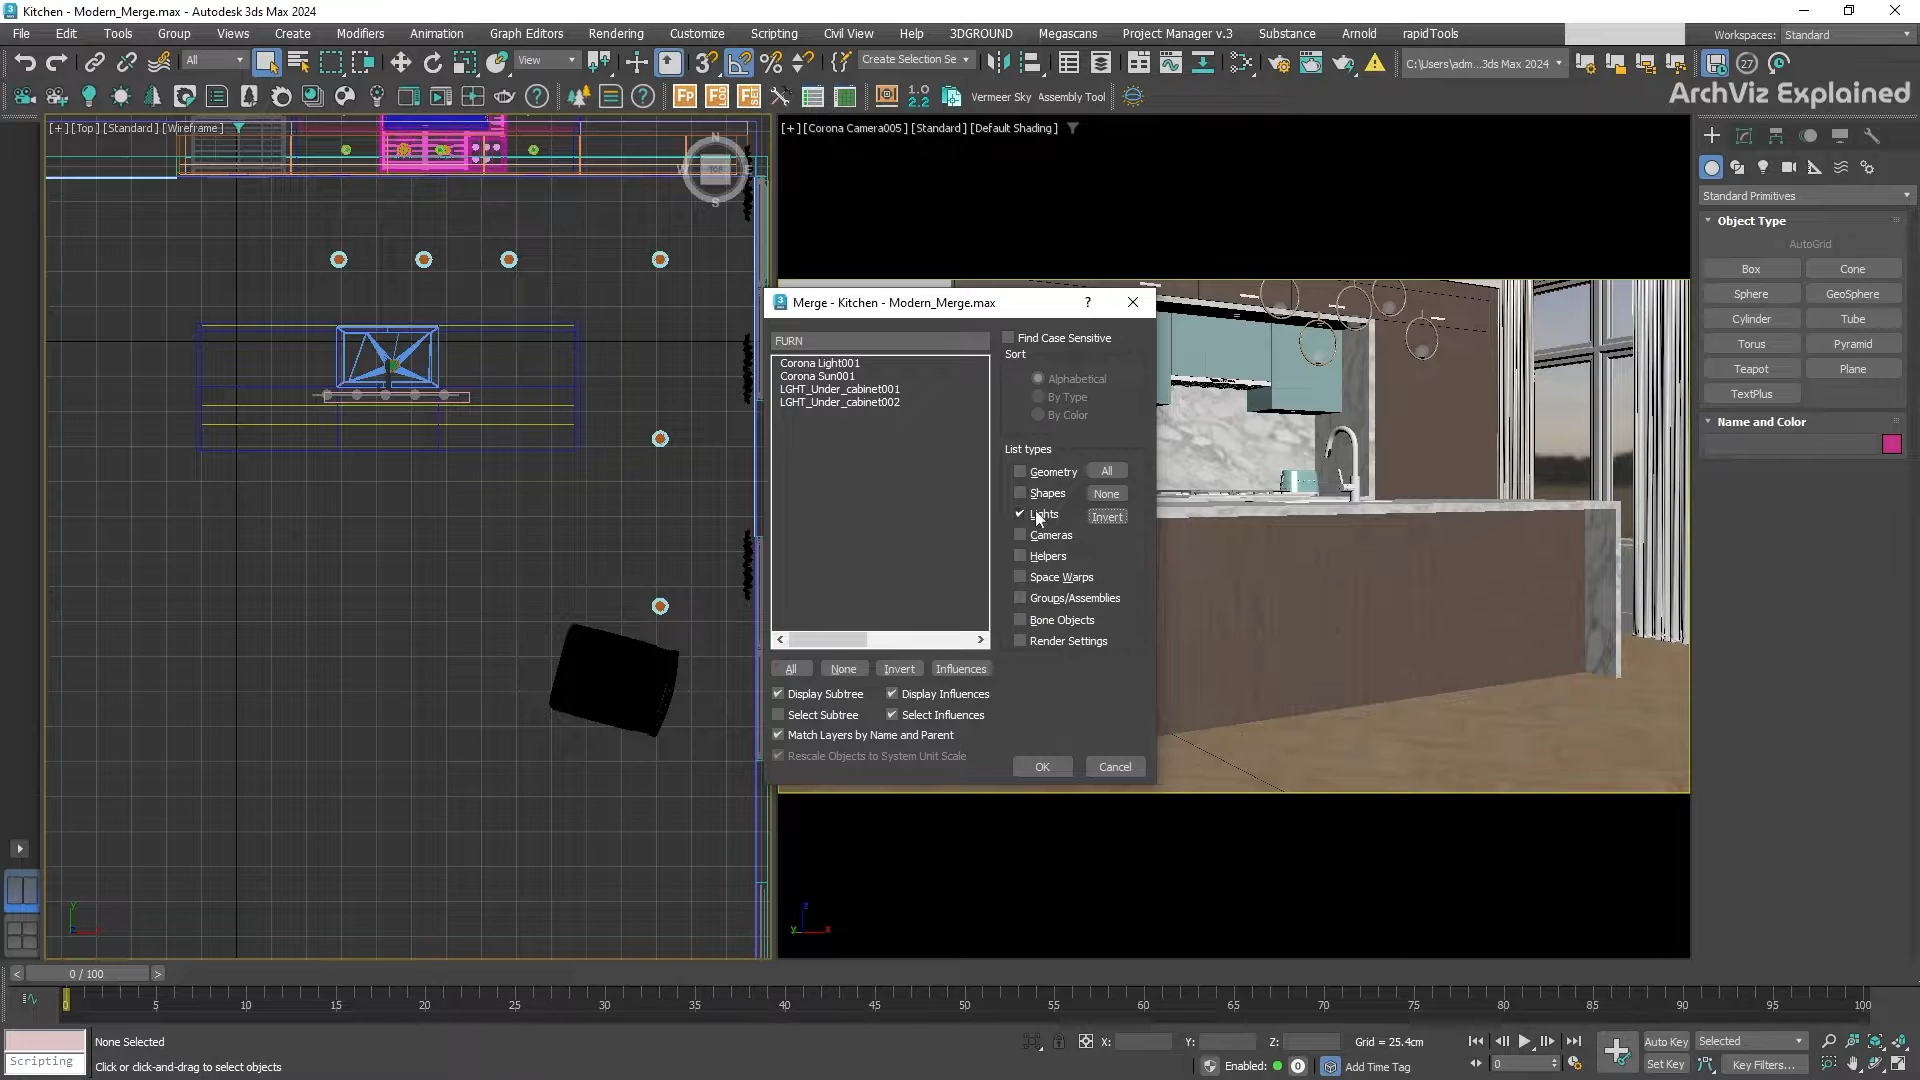 Kitchen - Modern_Merge.max - Autodesk 3ds Max 2024
File Edit Tools Group Views Create Modifiers Animation Graph Editors Rendering Customize Scripting Civil View Help 3DGROUND Megascans Project Manager v.3 Substance Arnold rapidTools Workspaces: Standard
All View Create Selection Se C:\Users\adm...3ds Max 2024 27
Fp 1.0 2.2 Vermeer Sky Assembly Tool
ArchViz Explained
[+] [Top] [Standard] [Wireframe]
[+] [Corona Camera005] [Standard] [Default Shading]
N
W TOP E
S
Standard Primitives
Object Type
AutoGrid
Box Cone
Sphere GeoSphere
Cylinder Tube
Torus Pyramid
Teapot Plane
TextPlus
Name and Color
Merge - Kitchen - Modern_Merge.max ?
FURN
Corona Light001
Corona Sun001
LGHT_Under_cabinet001
LGHT_Under_cabinet002
Find Case Sensitive
Sort
Alphabetical
By Type
By Color
List types
Geometry All
Shapes None
Lights Invert
Cameras
Helpers
Space Warps
Groups/Assemblies
Bone Objects
Render Settings
All None Invert Influences
Display Subtree Display Influences
Select Subtree Select Influences
Match Layers by Name and Parent
Rescale Objects to System Unit Scale
OK Cancel
y
z
y x
< 0 / 100 >
0 5 10 15 20 25 30 35 40 45 50 55 60 65 70 75 80 85 90 95 100
None Selected X: Y: Z: Grid = 25.4cm Auto Key Selected
Scripting Click or click-and-drag to select objects Enabled: 0 Add Time Tag 0 Set Key Key Filters...